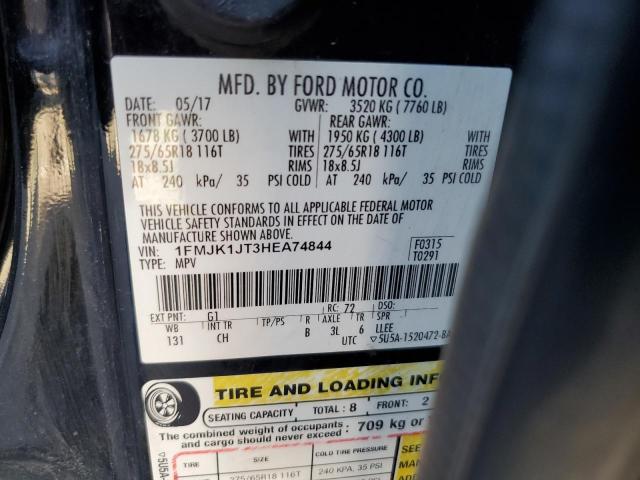 MFD. BY FORD MOTOR CO.
DATE: 05/17 GVWR: 3520 KG ( 7760 LB)
FRONT GAWR: REAR GAWR:
1678 KG ( 3700 LB) WITH 1950 KG ( 4300 LB) WITH
275/65R18 116T TIRES 275/65R18 116T TIRES
18x8.5J RIMS 18x8.5J RIMS
AT 240 kPa/ 35 PSI COLD AT 240 kPa/ 35 PSI COLD
THIS VEHICLE CONFORMS TO ALL APPLICABLE FEDERAL MOTOR
VEHICLE SAFETY STANDARDS IN EFFECT ON THE DATE OF
MANUFACTURE SHOWN ABOVE.
VIN: 1FMJK1JT3HEA74844 F0315
TYPE: MPV T0291
EXT PNT: G1 RC: 72 DSO:
WB INT TR TP/PS R AXLE TR SPR
131 CH B 3L 6 LLEE
UTC 5U5A-1520472-BA
TIRE AND LOADING INF
SEATING CAPACITY TOTAL: 8 FRONT: 2
The combined weight of occupants
and cargo should never exceed: 709 kg or
TIRE SIZE COLD TIRE PRESSURE
275/65R18 116T 240 KPA, 35 PSI
SEE
MANU
ADD
5U5A-